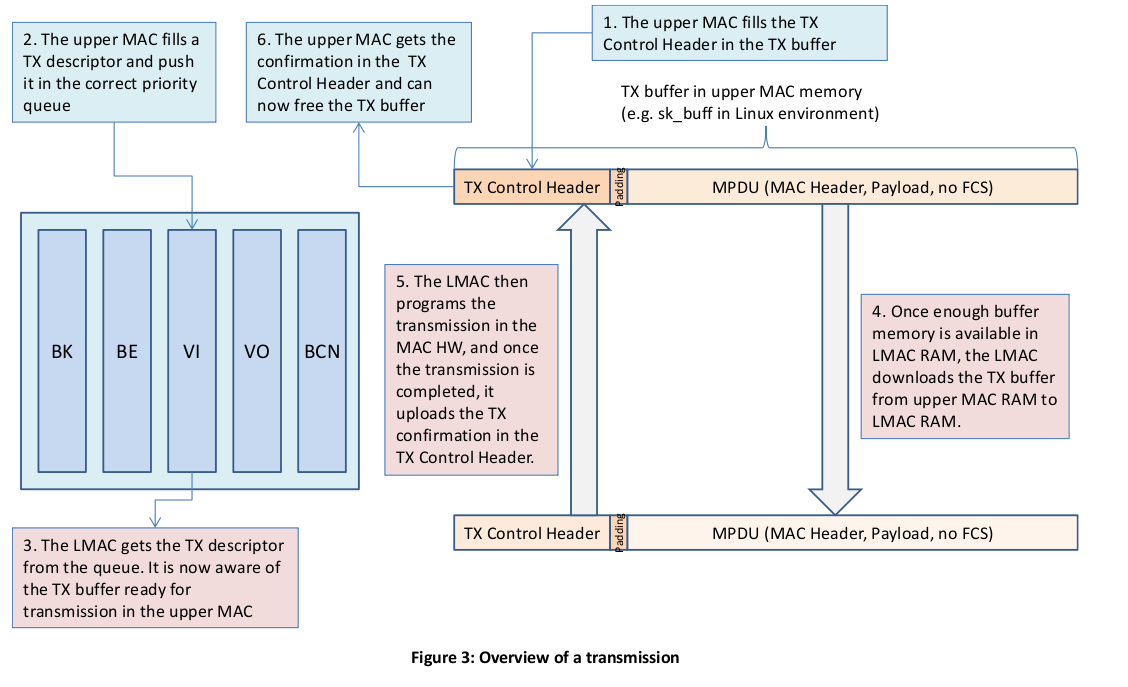 2. The upper MAC fills a
TX descriptor and push
it in the correct priority
queue
6. The upper MAC gets the
confirmation in the TX
Control Header and can
now free the TX buffer
1. The upper MAC fills the TX
Control Header in the TX buffer
TX buffer in upper MAC memory
(e.g. sk_buff in Linux environment)
TX Control Header
Padding
MPDU (MAC Header, Payload, no FCS)
BK
BE
VI
VO
BCN
5. The LMAC then
programs the
transmission in the
MAC HW, and once
the transmission is
completed, it
uploads the TX
confirmation in the
TX Control Header.
4. Once enough buffer
memory is available in
LMAC RAM, the LMAC
downloads the TX buffer
from upper MAC RAM to
LMAC RAM.
TX Control Header
Padding
MPDU (MAC Header, Payload, no FCS)
3. The LMAC gets the TX descriptor
from the queue. It is now aware of
the TX buffer ready for
transmission in the upper MAC
Figure 3: Overview of a transmission